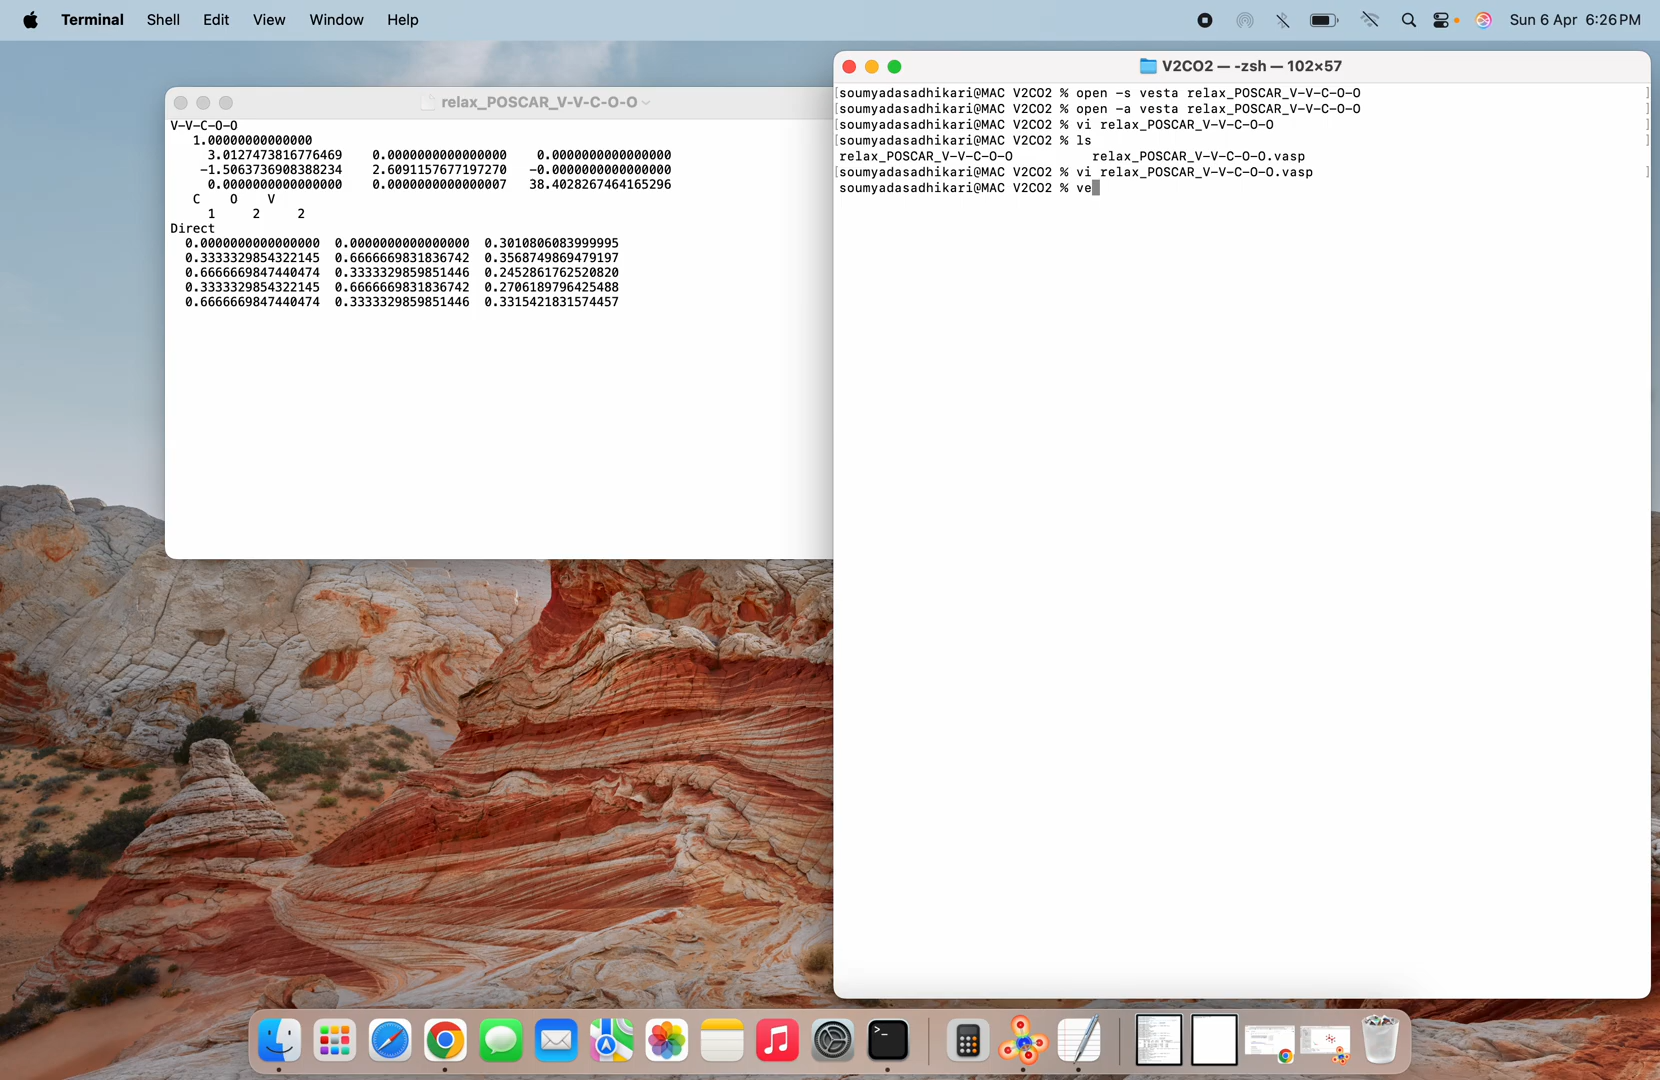 Terminal Shell Edit View Window Help Sun 6 Apr 6:26 PM
relax_POSCAR_V-V-C-O-O
V-V-C-O-O
1.00000000000000
3.0127473816776469 0.0000000000000000 0.0000000000000000
-1.5063736908388234 2.6091157677197270 -0.0000000000000000
0.0000000000000000 0.0000000000000007 38.4028267464165296
C O V
1 2 2
Direct
0.0000000000000000 0.0000000000000000 0.3010806083999995
0.3333329854322145 0.6666669831836742 0.3568749869479197
0.6666669847440474 0.3333329859851446 0.2452861762520820
0.3333329854322145 0.6666669831836742 0.2706189796425488
0.6666669847440474 0.3333329859851446 0.3315421831574457
V2CO2 — -zsh — 102×57
[soumyadasadhikari@MAC V2CO2 % open -s vesta relax_POSCAR_V-V-C-O-O ]
[soumyadasadhikari@MAC V2CO2 % open -a vesta relax_POSCAR_V-V-C-O-O ]
[soumyadasadhikari@MAC V2CO2 % vi relax_POSCAR_V-V-C-O-O ]
[soumyadasadhikari@MAC V2CO2 % ls ]
relax_POSCAR_V-V-C-O-O relax_POSCAR_V-V-C-O-O.vasp
[soumyadasadhikari@MAC V2CO2 % vi relax_POSCAR_V-V-C-O-O.vasp ]
soumyadasadhikari@MAC V2CO2 % ve